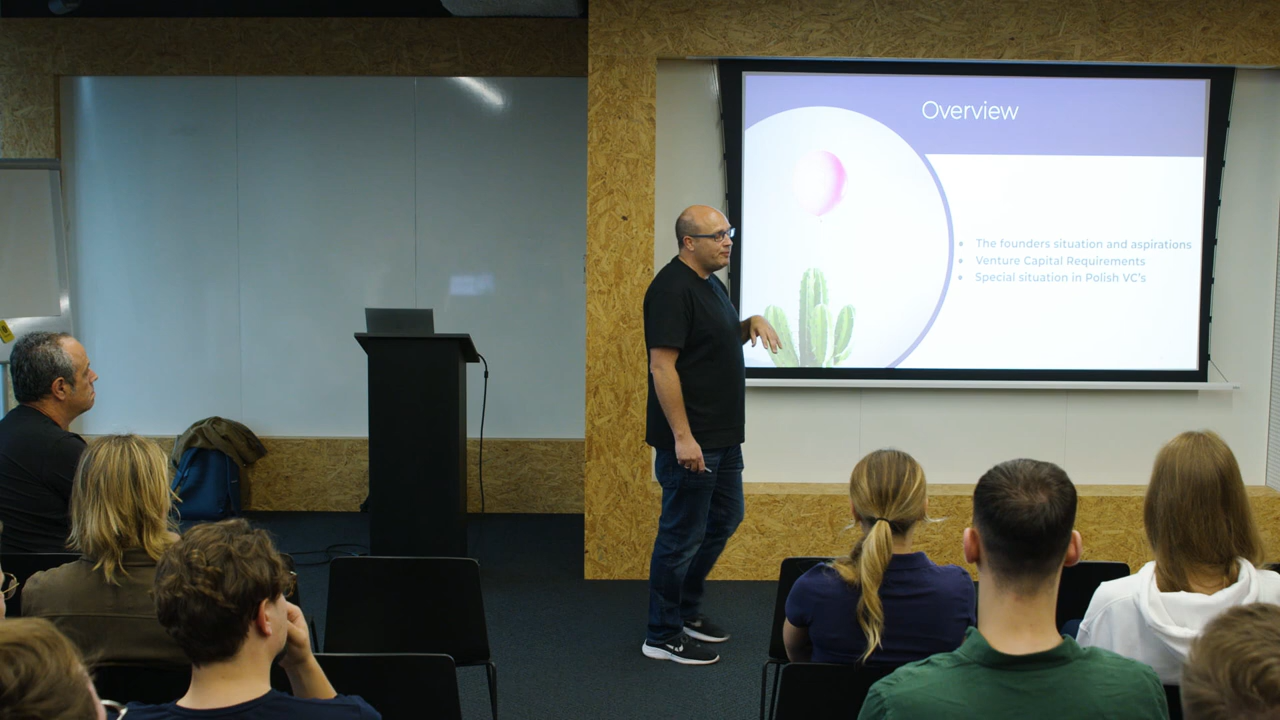 Overview
The founders situation and aspirations
Venture Capital Requirements
Special situation in Polish VC's